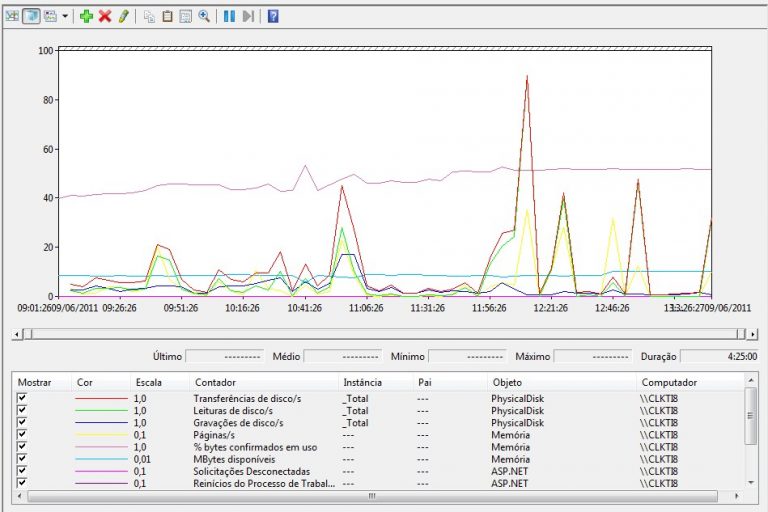 100
80
60
40
20
0
09:01:2609/06/2011 09:26:26 09:51:26 10:16:26 10:41:26 11:06:26 11:31:26 11:56:26 12:21:26 12:46:26 13:26:2709/06/2011
Último --------- Médio --------- Mínimo --------- Máximo --------- Duração 4:25:00
Mostrar Cor Escala Contador Instância Pai Objeto Computador
1,0 Transferências de disco/s _Total --- PhysicalDisk \\CLKTI8
1,0 Leituras de disco/s _Total --- PhysicalDisk \\CLKTI8
1,0 Gravações de disco/s _Total --- PhysicalDisk \\CLKTI8
0,1 Páginas/s --- --- Memória \\CLKTI8
1,0 % bytes confirmados em uso --- --- Memória \\CLKTI8
0,01 MBytes disponíveis --- --- Memória \\CLKTI8
0,1 Solicitações Desconectadas --- --- ASP.NET \\CLKTI8
0,1 Reinícios do Processo de Trabal... --- --- ASP.NET \\CLKTI8